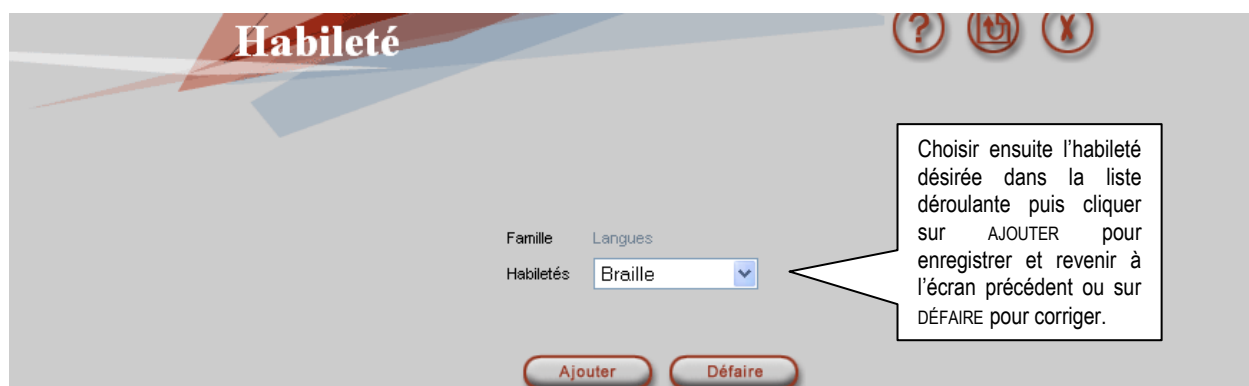 Habileté
?
Choisir ensuite l’habileté
désirée dans la liste
déroulante puis cliquer
sur AJOUTER pour
enregistrer et revenir à
l’écran précédent ou sur
DÉFAIRE pour corriger.
Famille Langues
Habiletés Braille
Ajouter Défaire